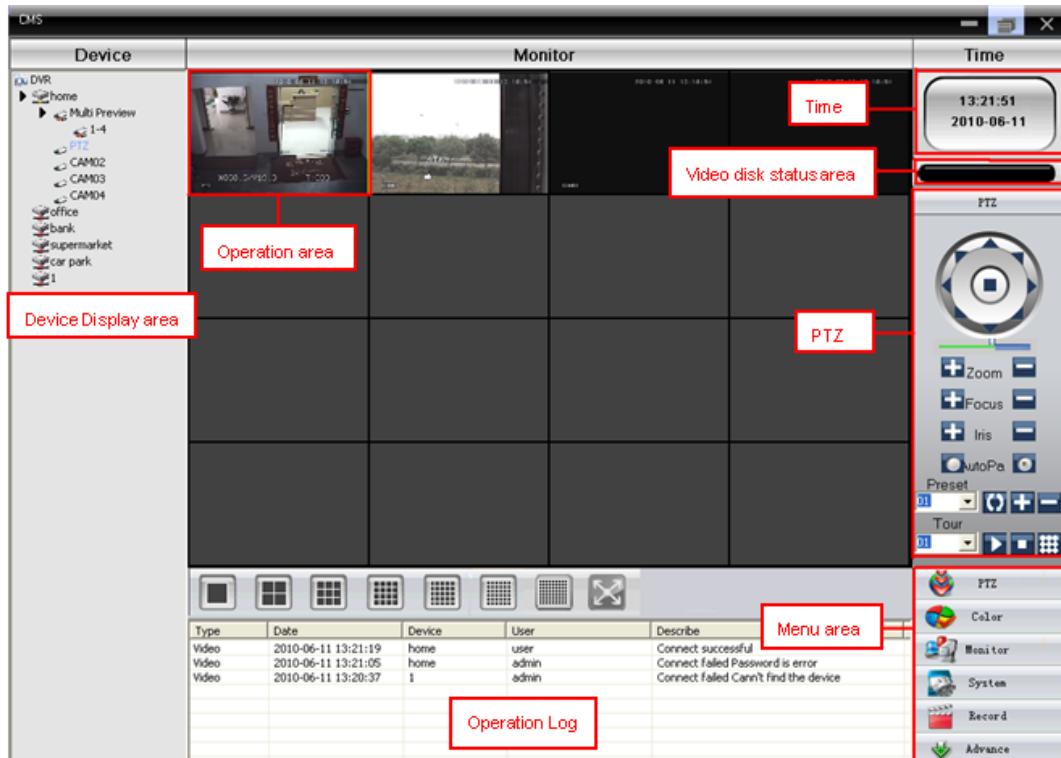 CMS
Device
Monitor
Time
DVR
home
Multi Preview
1-4
PTZ
CAM02
CAM03
CAM04
office
bank
supermarket
car park
1
Device Display area
Operation area
Time
13:21:51
2010-06-11
Video disk status area
PTZ
PTZ
Zoom
Focus
Iris
AutoPa
Preset
01
Tour
01
Type Date Device User Describe
Video 2010-06-11 13:21:19 home user Connect successful
Video 2010-06-11 13:21:05 home admin Connect failed Password is error
Video 2010-06-11 13:20:37 1 admin Connect failed Cann't find the device
Operation Log
Menu area
PTZ
Color
Monitor
System
Record
Advance